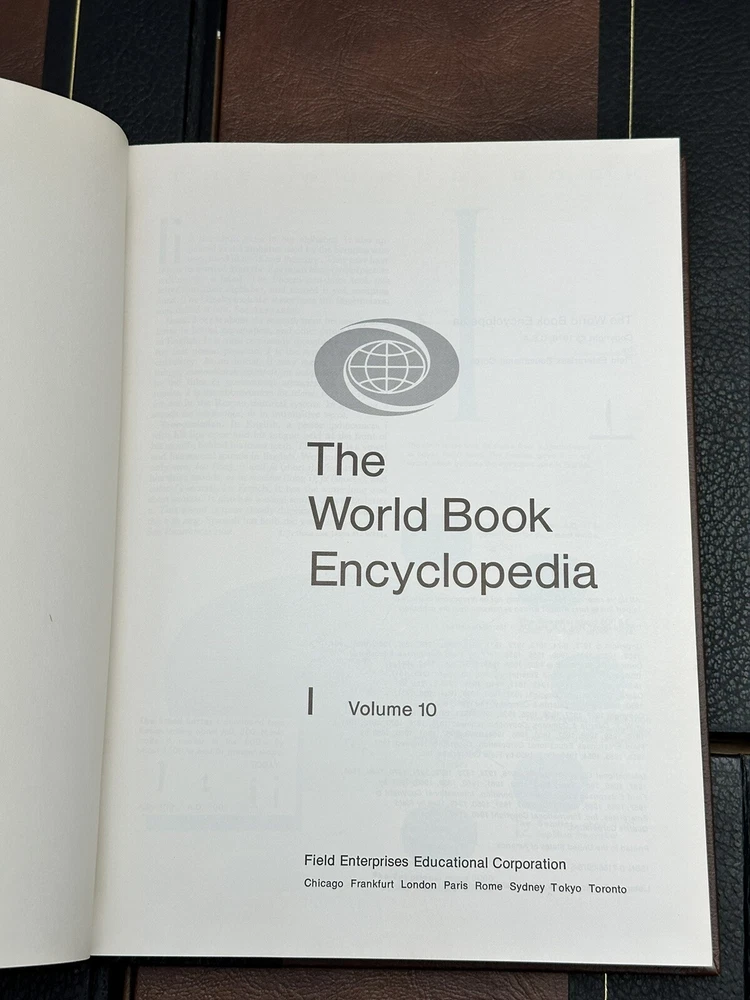 The
World Book
Encyclopedia
I Volume 10
Field Enterprises Educational Corporation
Chicago Frankfurt London Paris Rome Sydney Tokyo Toronto